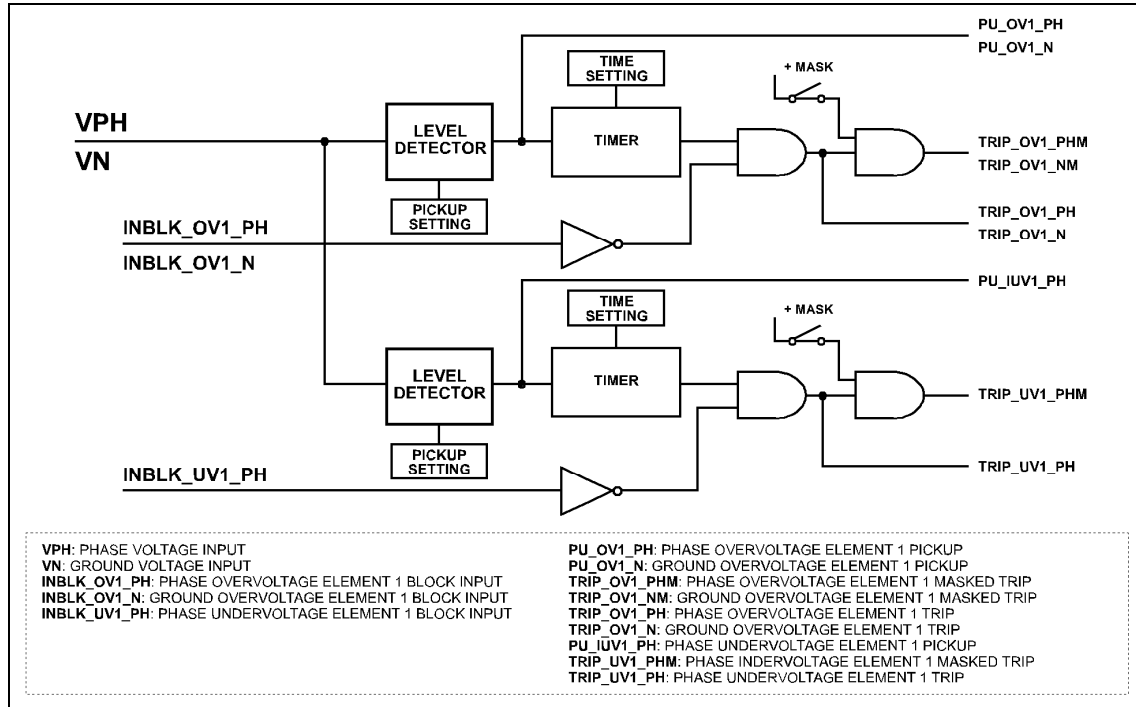 PU_OV1_PH
PU_OV1_N
TIME
SETTING
+ MASK
VPH
VN
LEVEL
DETECTOR
TIMER
TRIP_OV1_PHM
TRIP_OV1_NM
PICKUP
SETTING
TRIP_OV1_PH
TRIP_OV1_N
INBLK_OV1_PH
INBLK_OV1_N
PU_IUV1_PH
TIME
SETTING
+ MASK
LEVEL
DETECTOR
TIMER
TRIP_UV1_PHM
PICKUP
SETTING
TRIP_UV1_PH
INBLK_UV1_PH
VPH: PHASE VOLTAGE INPUT
VN: GROUND VOLTAGE INPUT
INBLK_OV1_PH: PHASE OVERVOLTAGE ELEMENT 1 BLOCK INPUT
INBLK_OV1_N: GROUND OVERVOLTAGE ELEMENT 1 BLOCK INPUT
INBLK_UV1_PH: PHASE UNDERVOLTAGE ELEMENT 1 BLOCK INPUT
PU_OV1_PH: PHASE OVERVOLTAGE ELEMENT 1 PICKUP
PU_OV1_N: GROUND OVERVOLTAGE ELEMENT 1 PICKUP
TRIP_OV1_PHM: PHASE OVERVOLTAGE ELEMENT 1 MASKED TRIP
TRIP_OV1_NM: GROUND OVERVOLTAGE ELEMENT 1 MASKED TRIP
TRIP_OV1_PH: PHASE OVERVOLTAGE ELEMENT 1 TRIP
TRIP_OV1_N: GROUND OVERVOLTAGE ELEMENT 1 TRIP
PU_IUV1_PH: PHASE UNDERVOLTAGE ELEMENT 1 PICKUP
TRIP_UV1_PHM: PHASE INDERVOLTAGE ELEMENT 1 MASKED TRIP
TRIP_UV1_PH: PHASE UNDERVOLTAGE ELEMENT 1 TRIP